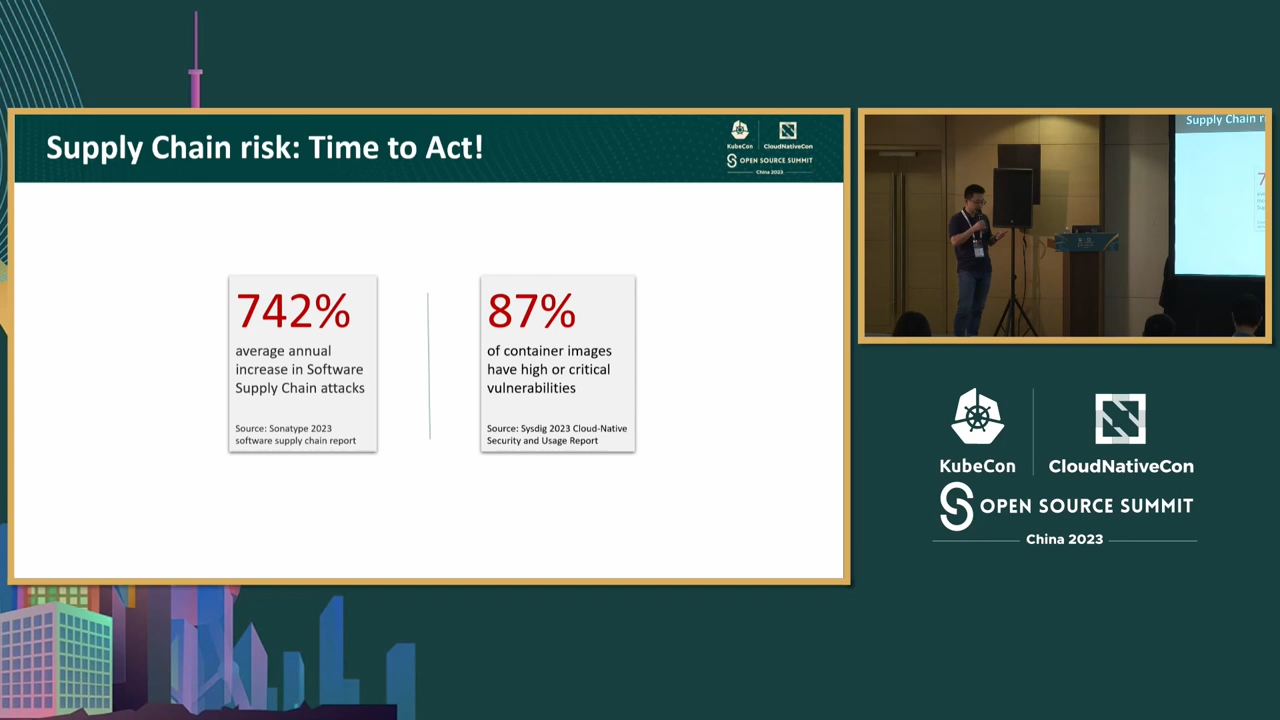 Supply Chain risk: Time to Act!
KubeCon
CloudNativeCon
OPEN SOURCE SUMMIT
China 2023
742%
average annual
increase in Software
Supply Chain attacks
Source: Sonatype 2023
software supply chain report
87%
of container images
have high or critical
vulnerabilities
Source: Sysdig 2023 Cloud-Native
Security and Usage Report
Supply Chain r
7
KubeCon
CloudNativeCon
OPEN SOURCE SUMMIT
China 2023